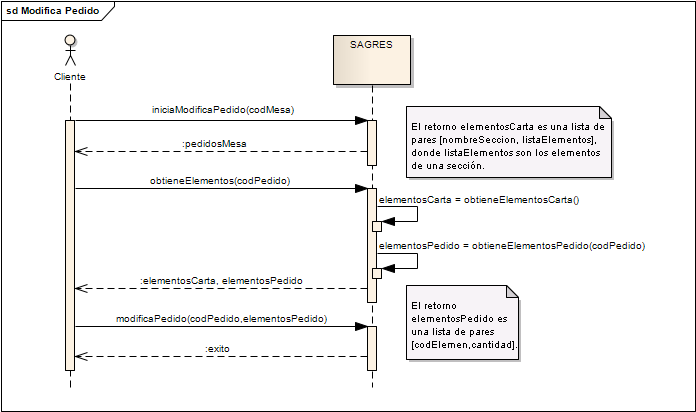 sd Modifica Pedido
SAGRES
Cliente
iniciaModificaPedido(codMesa)
El retorno elementosCarta es una lista de
pares [nombreSeccion, listaElementos],
donde listaElementos son los elementos
de una sección.
:pedidosMesa
obtieneElementos(codPedido)
elementosCarta = obtieneElementosCarta()
elementosPedido = obtieneElementosPedido(codPedido)
:elementosCarta, elementosPedido
El retorno
elementosPedido es
una lista de pares
[codElemen,cantidad].
modificaPedido(codPedido,elementosPedido)
:exito